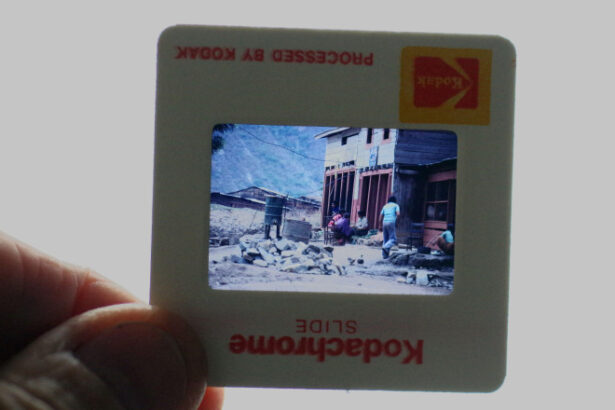 Kodachrome
SLIDE
Kodak
PROCESSED BY KODAK